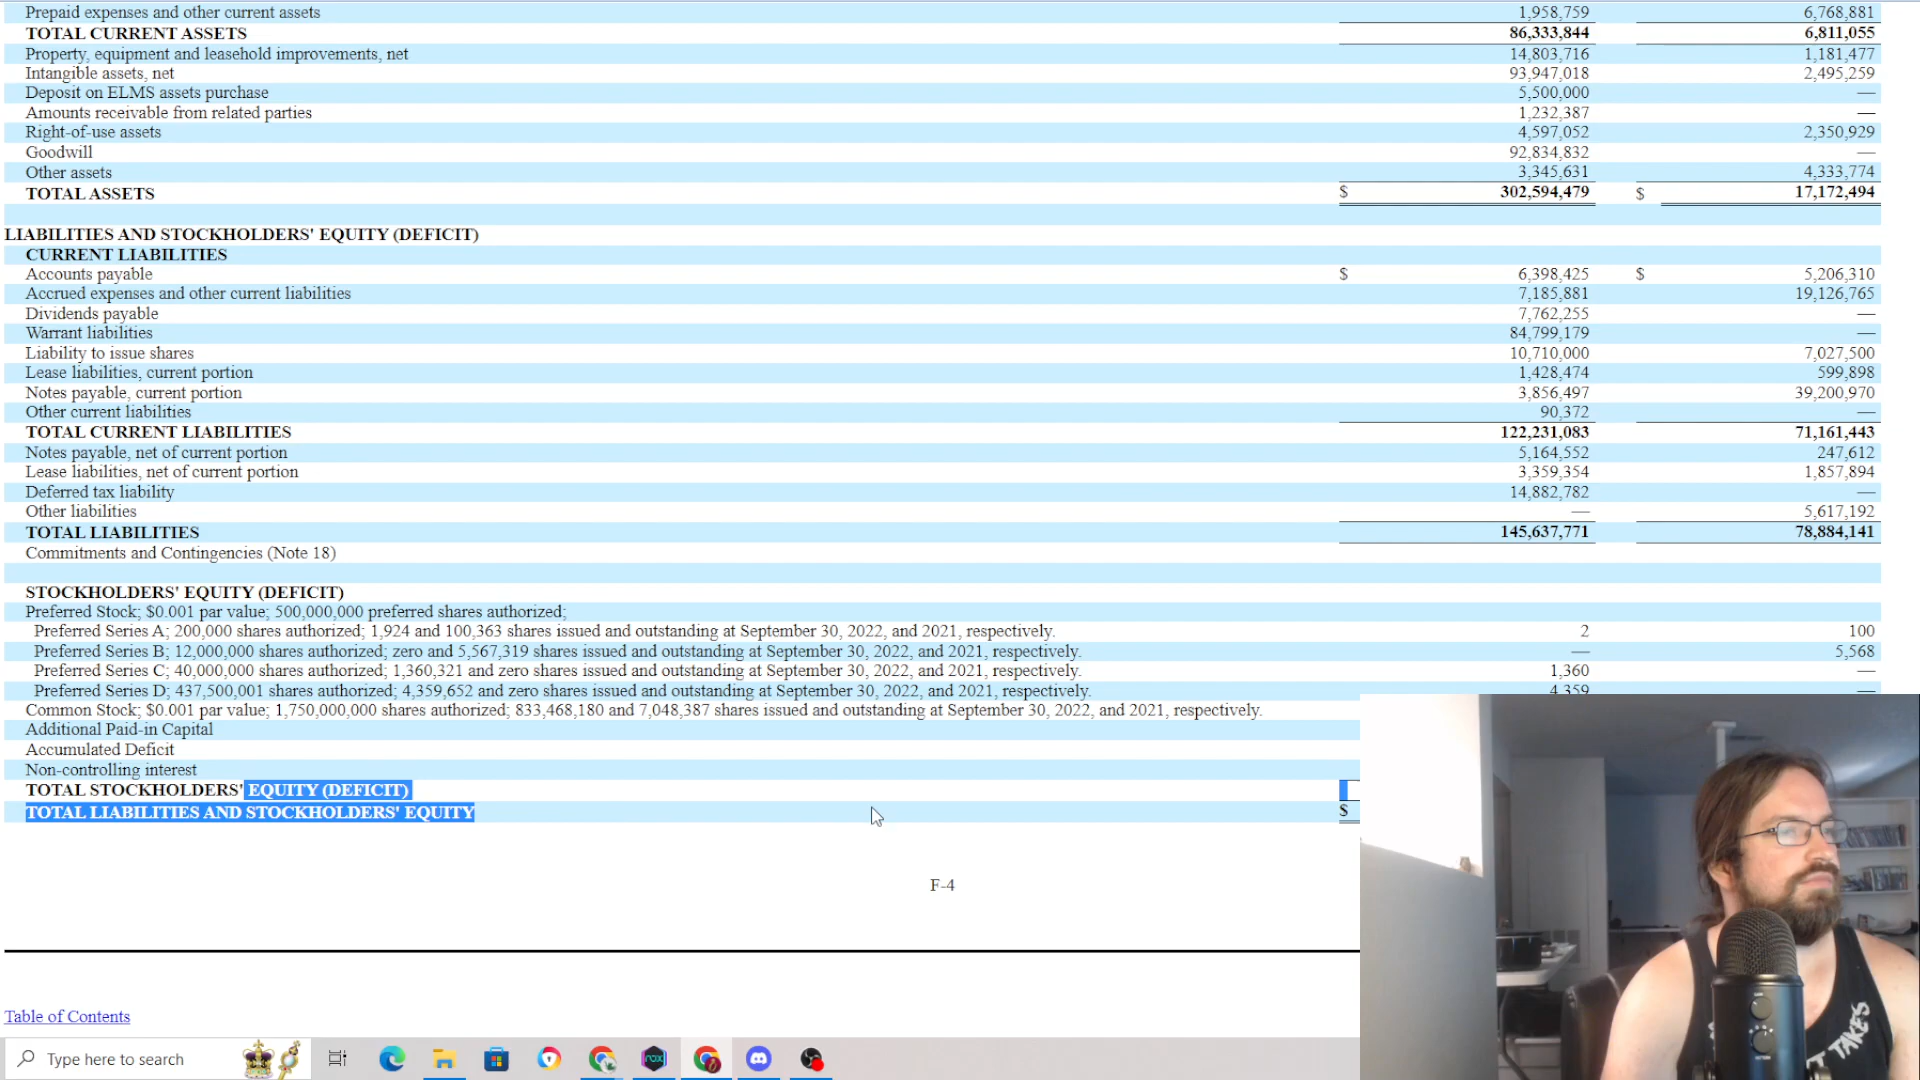 Prepaid expenses and other current assets 1,958,759 6,768,881
TOTAL CURRENT ASSETS 86,333,844 6,811,055
Property, equipment and leasehold improvements, net 14,803,716 1,181,477
Intangible assets, net 93,947,018 2,495,259
Deposit on ELMS assets purchase 5,500,000 —
Amounts receivable from related parties 1,232,387 —
Right-of-use assets 4,597,052 2,350,929
Goodwill 92,834,832 —
Other assets 3,345,631 4,333,774
TOTAL ASSETS $ 302,594,479 $ 17,172,494
LIABILITIES AND STOCKHOLDERS' EQUITY (DEFICIT)
CURRENT LIABILITIES
Accounts payable $ 6,398,425 $ 5,206,310
Accrued expenses and other current liabilities 7,185,881 19,126,765
Dividends payable 7,762,255 —
Warrant liabilities 84,799,179 —
Liability to issue shares 10,710,000 7,027,500
Lease liabilities, current portion 1,428,474 599,898
Notes payable, current portion 3,856,497 39,200,970
Other current liabilities 90,372 —
TOTAL CURRENT LIABILITIES 122,231,083 71,161,443
Notes payable, net of current portion 5,164,552 247,612
Lease liabilities, net of current portion 3,359,354 1,857,894
Deferred tax liability 14,882,782 —
Other liabilities — 5,617,192
TOTAL LIABILITIES 145,637,771 78,884,141
Commitments and Contingencies (Note 18)
STOCKHOLDERS' EQUITY (DEFICIT)
Preferred Stock; $0.001 par value; 500,000,000 preferred shares authorized;
Preferred Series A; 200,000 shares authorized; 1,924 and 100,363 shares issued and outstanding at September 30, 2022, and 2021, respectively. 2 100
Preferred Series B; 12,000,000 shares authorized; zero and 5,567,319 shares issued and outstanding at September 30, 2022, and 2021, respectively. — 5,568
Preferred Series C; 40,000,000 shares authorized; 1,360,321 and zero shares issued and outstanding at September 30, 2022, and 2021, respectively. 1,360 —
Preferred Series D; 437,500,001 shares authorized; 4,359,652 and zero shares issued and outstanding at September 30, 2022, and 2021, respectively. 4,359 —
Common Stock; $0.001 par value; 1,750,000,000 shares authorized; 833,468,180 and 7,048,387 shares issued and outstanding at September 30, 2022, and 2021, respectively.
Additional Paid-in Capital
Accumulated Deficit
Non-controlling interest
TOTAL STOCKHOLDERS' EQUITY (DEFICIT)
TOTAL LIABILITIES AND STOCKHOLDERS' EQUITY $
F-4
Table of Contents
Type here to search